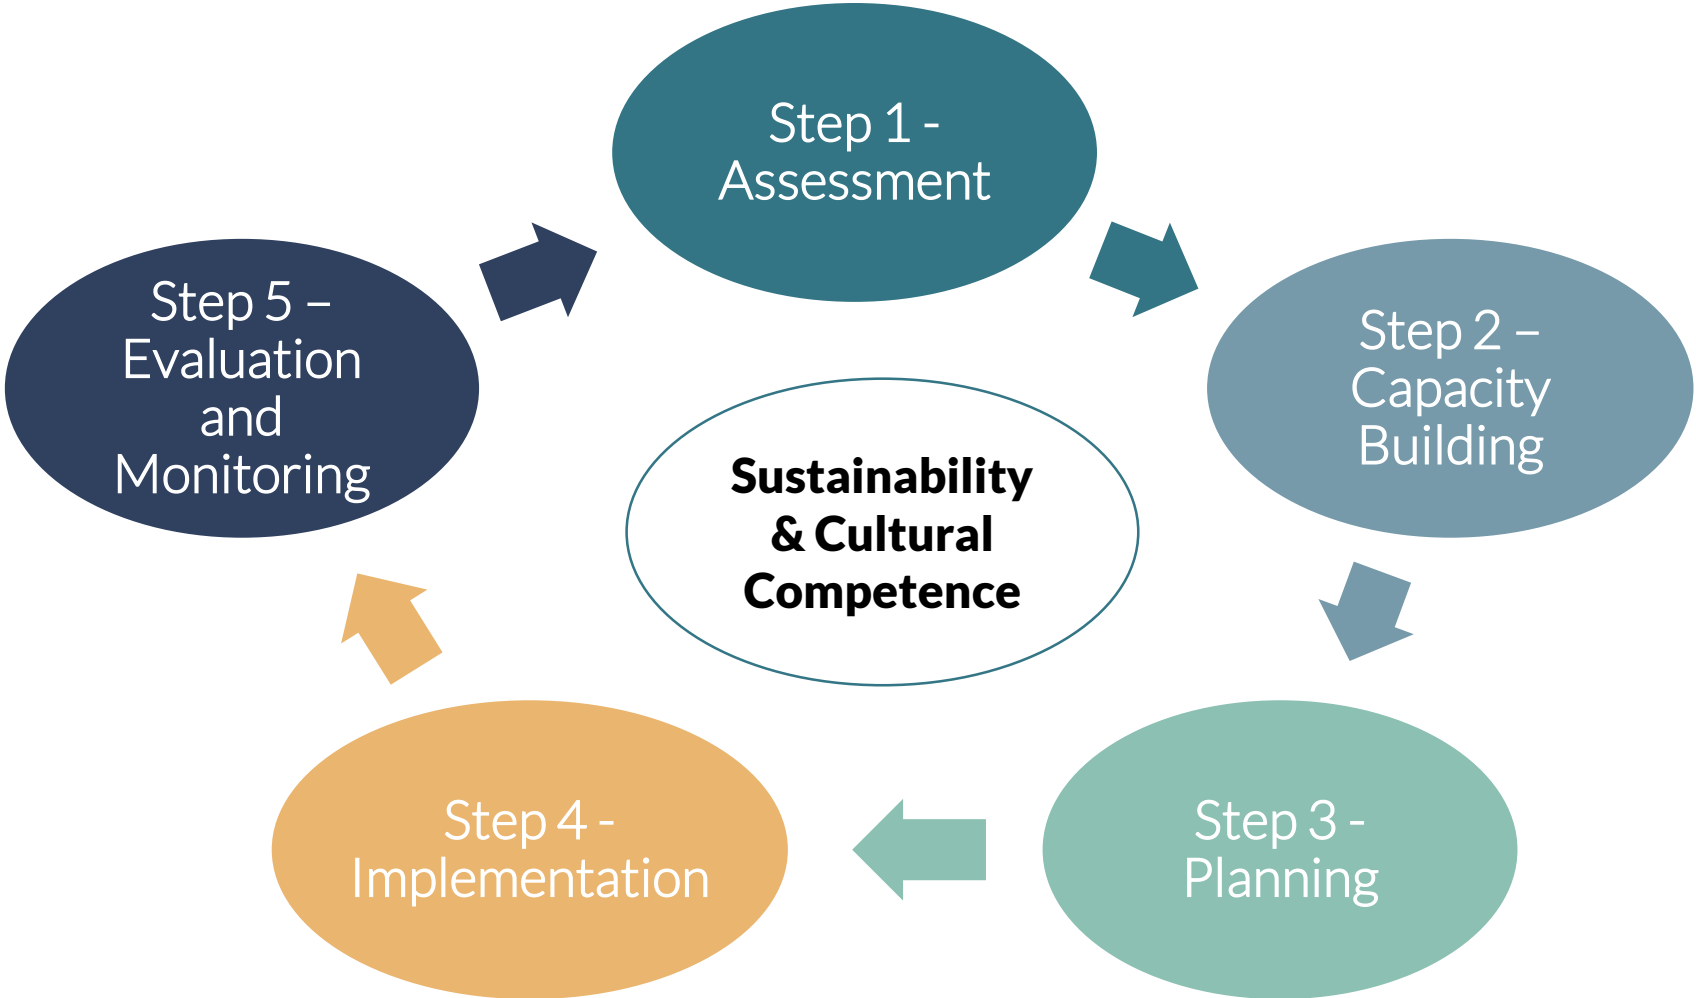 Step 1 -
Assessment
Step 2 –
Capacity
Building
Step 3 -
Planning
Step 4 -
Implementation
Step 5 –
Evaluation
and
Monitoring
Sustainability
& Cultural
Competence